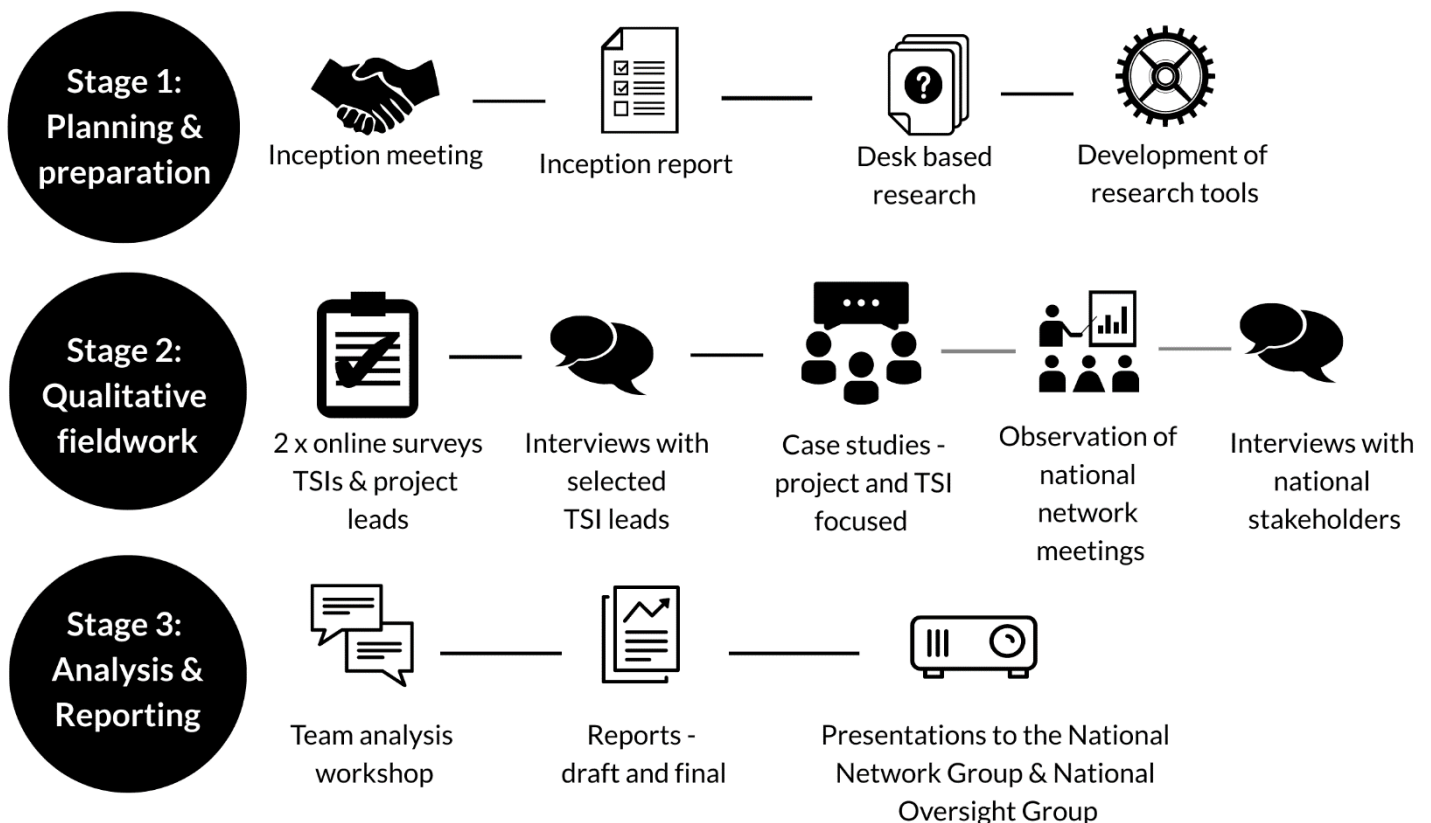 Stage 1:
Planning &
preparation
Inception meeting
Inception report
Desk based
research
Development of
research tools
?
Stage 2:
Qualitative
fieldwork
2 x online surveys
TSIs & project
leads
Interviews with
selected
TSI leads
Case studies -
project and TSI
focused
Observation of
national
network
meetings
Interviews with
national
stakeholders
Stage 3:
Analysis &
Reporting
Team analysis
workshop
Reports -
draft and final
Presentations to the National
Network Group & National
Oversight Group